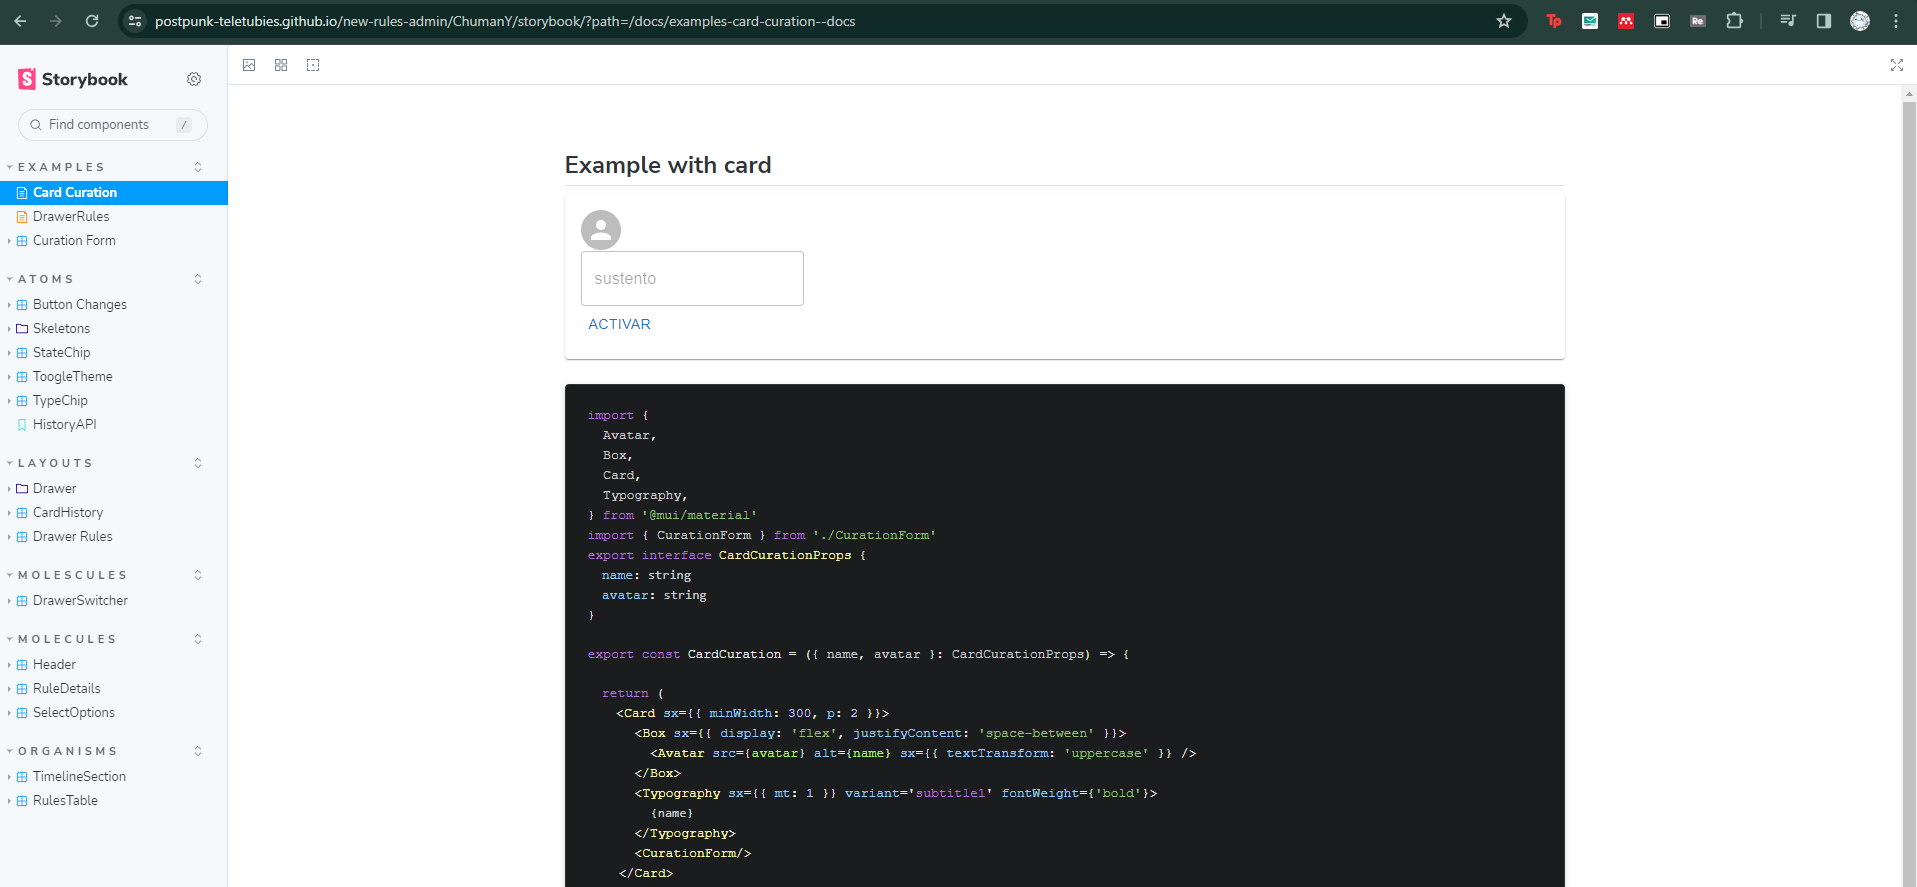 postpunk-teletubies.github.io/new-rules-admin/ChumanY/storybook/?path=/docs/examples-card-curation--docs
Tp
Re
Storybook
Find components /
EXAMPLES
Card Curation
DrawerRules
Curation Form
ATOMS
Button Changes
Skeletons
StateChip
ToogleTheme
TypeChip
HistoryAPI
LAYOUTS
Drawer
CardHistory
Drawer Rules
MOLESCULES
DrawerSwitcher
MOLECULES
Header
RuleDetails
SelectOptions
ORGANISMS
TimelineSection
RulesTable
Example with card
sustento
ACTIVAR
import {
  Avatar,
  Box,
  Card,
  Typography,
} from '@mui/material'
import { CurationForm } from './CurationForm'
export interface CardCurationProps {
  name: string
  avatar: string
}
export const CardCuration = ({ name, avatar }: CardCurationProps) => {
  return (
    <Card sx={{ minWidth: 300, p: 2 }}>
      <Box sx={{ display: 'flex', justifyContent: 'space-between' }}>
        <Avatar src={avatar} alt={name} sx={{ textTransform: 'uppercase' }} />
      </Box>
      <Typography sx={{ mt: 1 }} variant='subtitle1' fontWeight={'bold'}>
        {name}
      </Typography>
      <CurationForm/>
    </Card>